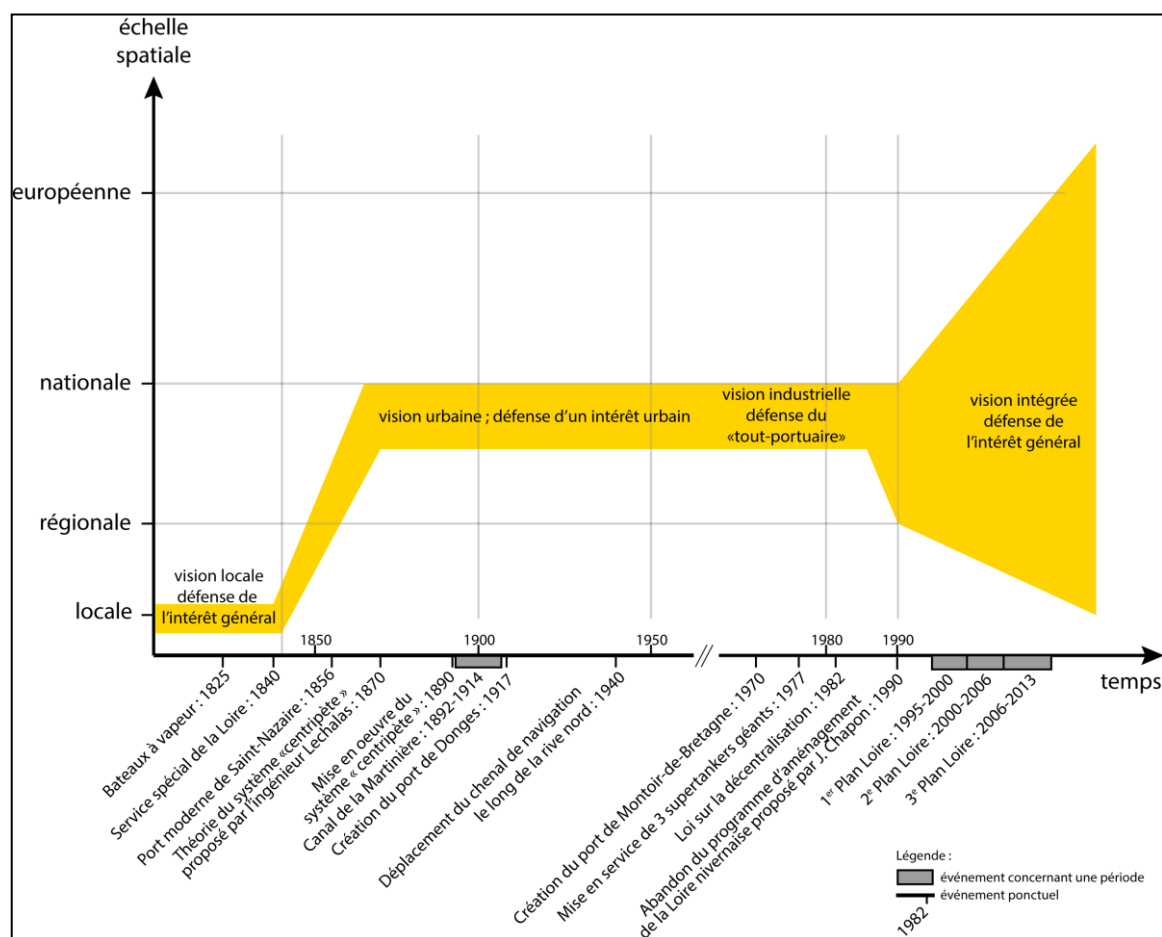 échelle
spatiale
européenne
nationale
régionale
locale
vision locale
défense de
l'intérêt général
vision urbaine ; défense d'un intérêt urbain
vision industrielle
défense du
«tout-portuaire»
vision intégrée
défense de
l'intérêt général
1850
1900
1950
1980
1990
//
temps
Bateaux à vapeur : 1825
Service spécial de la Loire : 1840
Port moderne de Saint-Nazaire : 1856
Théorie du système «centripète»
proposé par l'ingénieur Lechalas : 1870
Mise en oeuvre du
système « centripète » : 1890
Canal de la Martinière : 1892-1914
Création du port de Donges : 1917
Déplacement du chenal de navigation
le long de la rive nord : 1940
Création du port de Montoir-de-Bretagne : 1970
Mise en service de 3 supertankers géants : 1977
Loi sur la décentralisation : 1982
Abandon du programme d'aménagement
de la Loire nivernaise proposé par J. Chapon : 1990
1er Plan Loire : 1995-2000
2e Plan Loire : 2000-2006
3e Plan Loire : 2006-2013
Légende :
événement concernant une période
événement ponctuel
1982